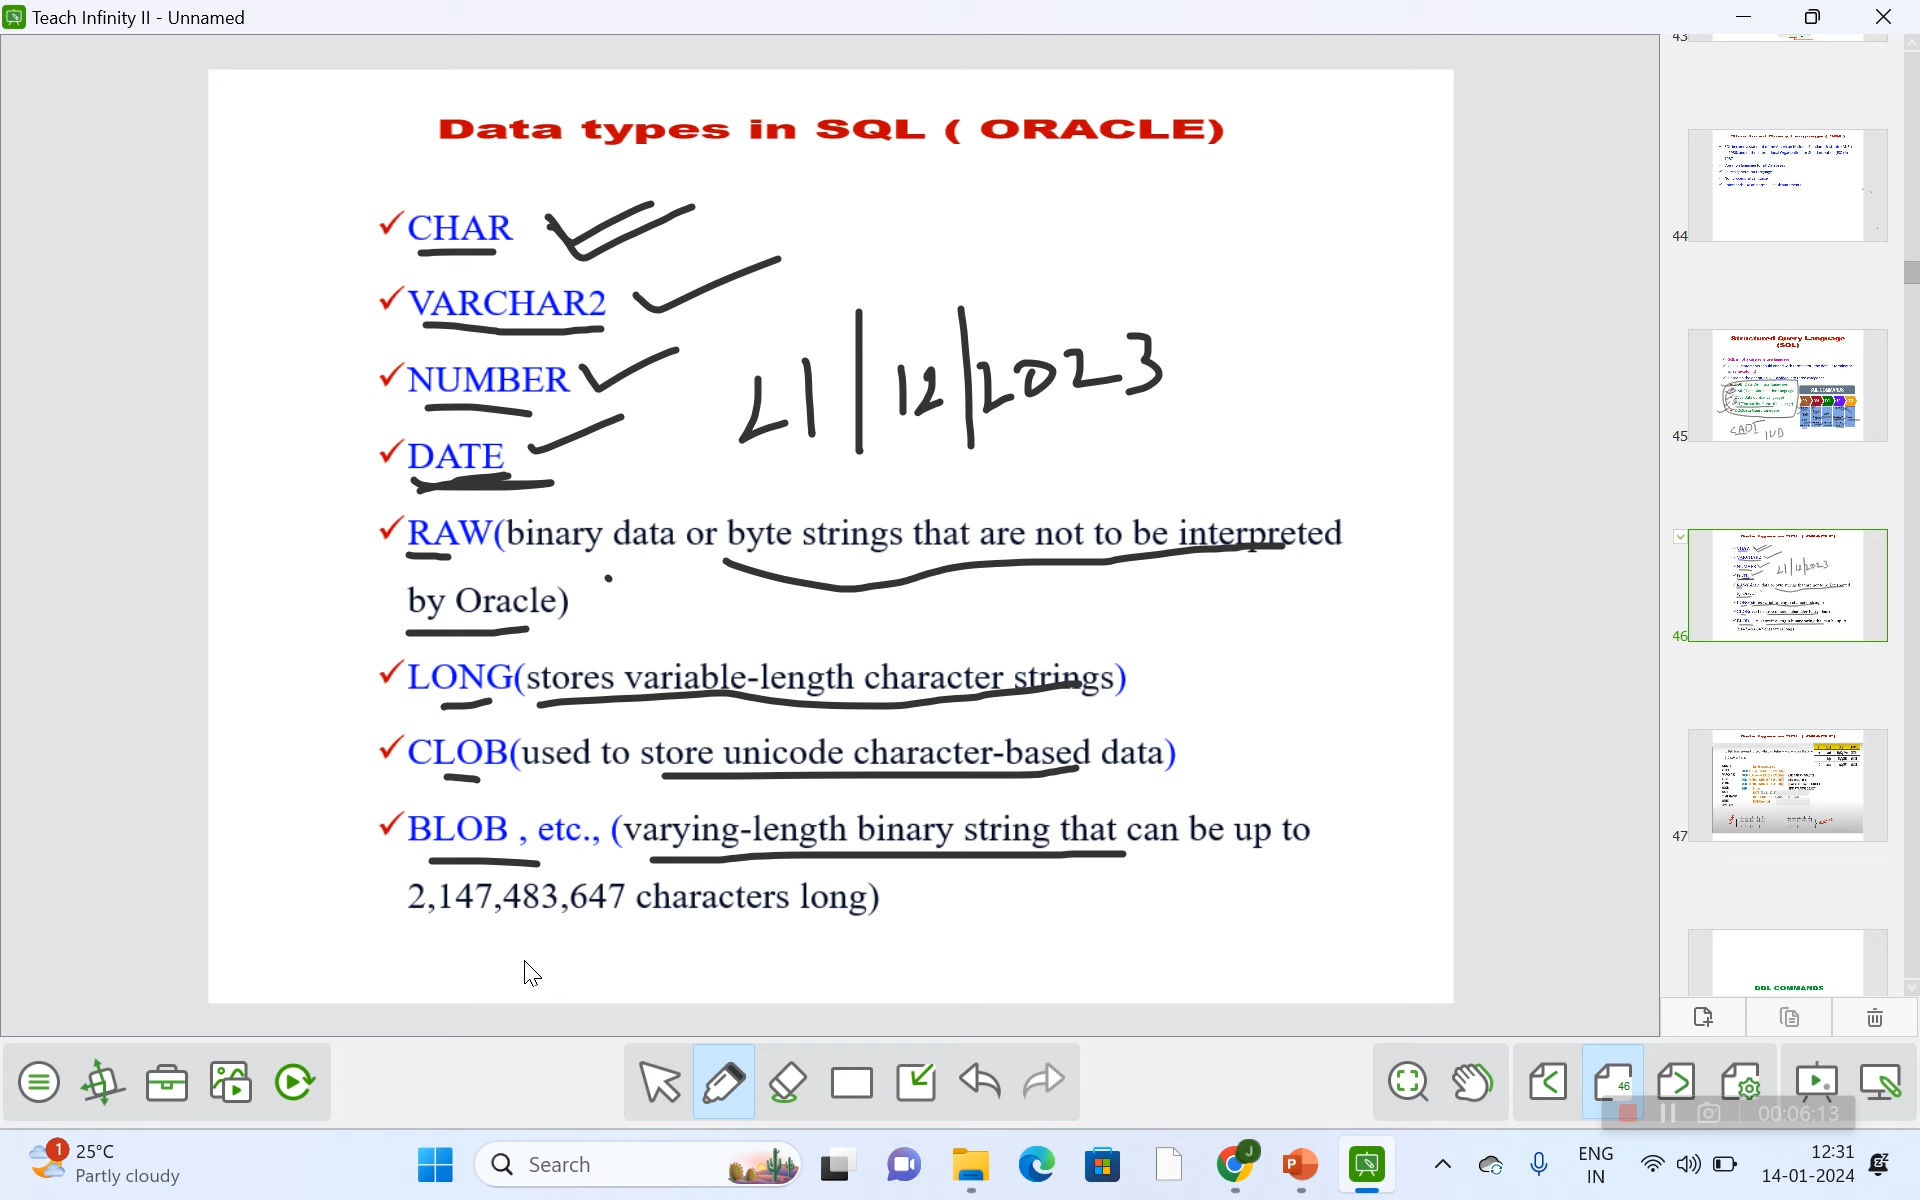 Teach Infinity II - Unnamed
Data types in SQL ( ORACLE)
CHAR
VARCHAR2
NUMBER
DATE
21/12/2023
RAW(binary data or byte strings that are not to be interpreted
by Oracle)
LONG(stores variable-length character strings)
CLOB(used to store unicode character-based data)
BLOB , etc., (varying-length binary string that can be up to
2,147,483,647 characters long)
43
44
Structured Query Language
(SQL)
SQL COMMANDS
45
46
47
DDL COMMANDS
46
00:06:13
1
25°C
Partly cloudy
Search
J
P
ENG
IN
12:31
14-01-2024